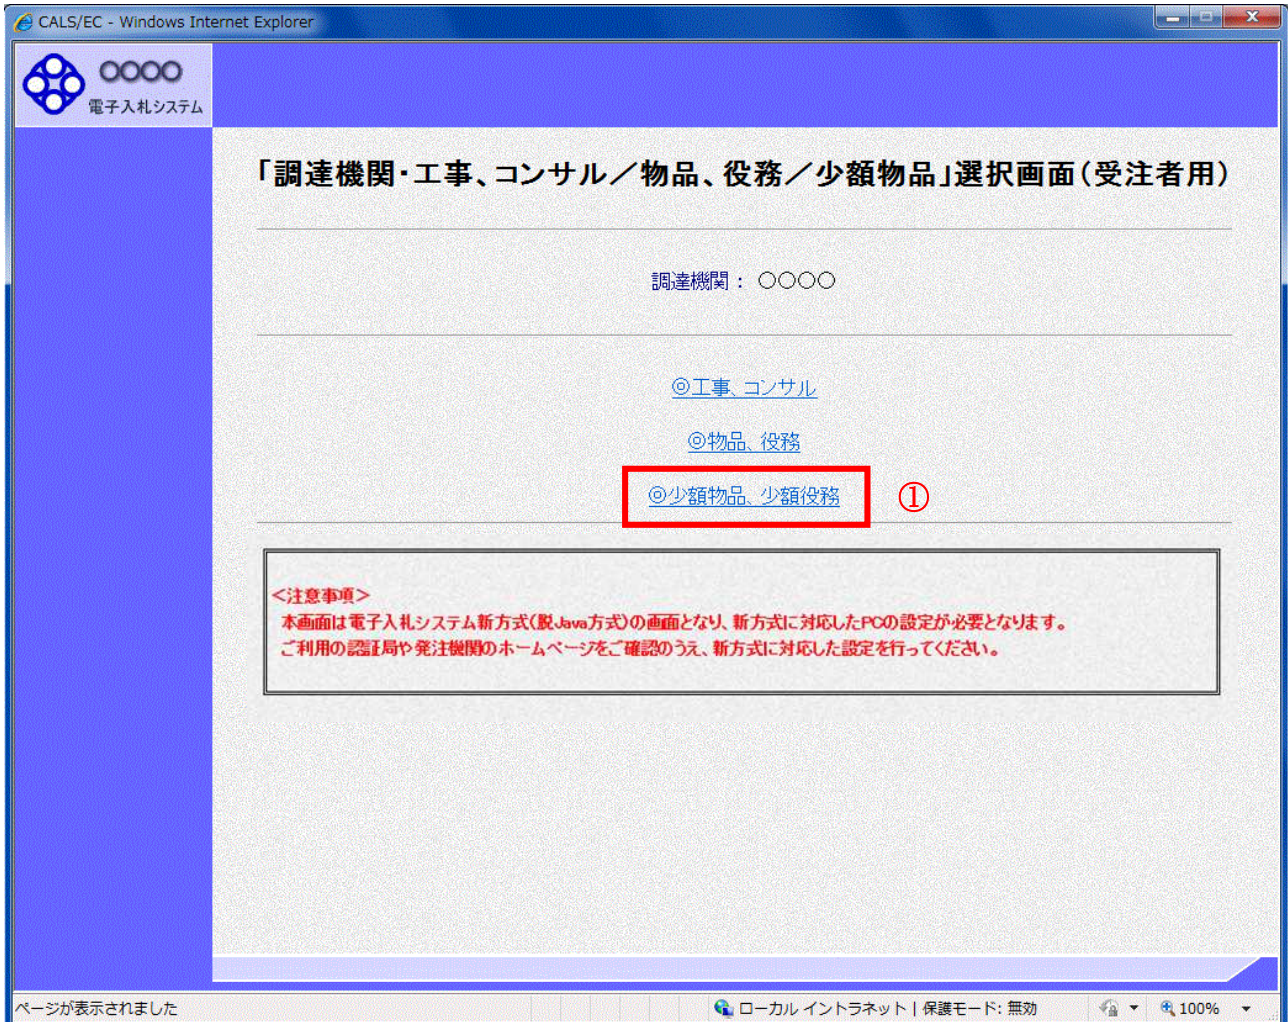 CALS/EC - Windows Internet Explorer
○○○○
電子入札システム
「調達機関・工事、コンサル／物品、役務／少額物品」選択画面（受注者用）
調達機関： ○○○○
◎工事、コンサル
◎物品、役務
◎少額物品、少額役務
①
＜注意事項＞
本画面は電子入札システム新方式(脱Java方式)の画面となり、新方式に対応したPCの設定が必要となります。
ご利用の認証局や発注機関のホームページをご確認のうえ、新方式に対応した設定を行ってください。
ページが表示されました
ローカル イントラネット | 保護モード: 無効
100%